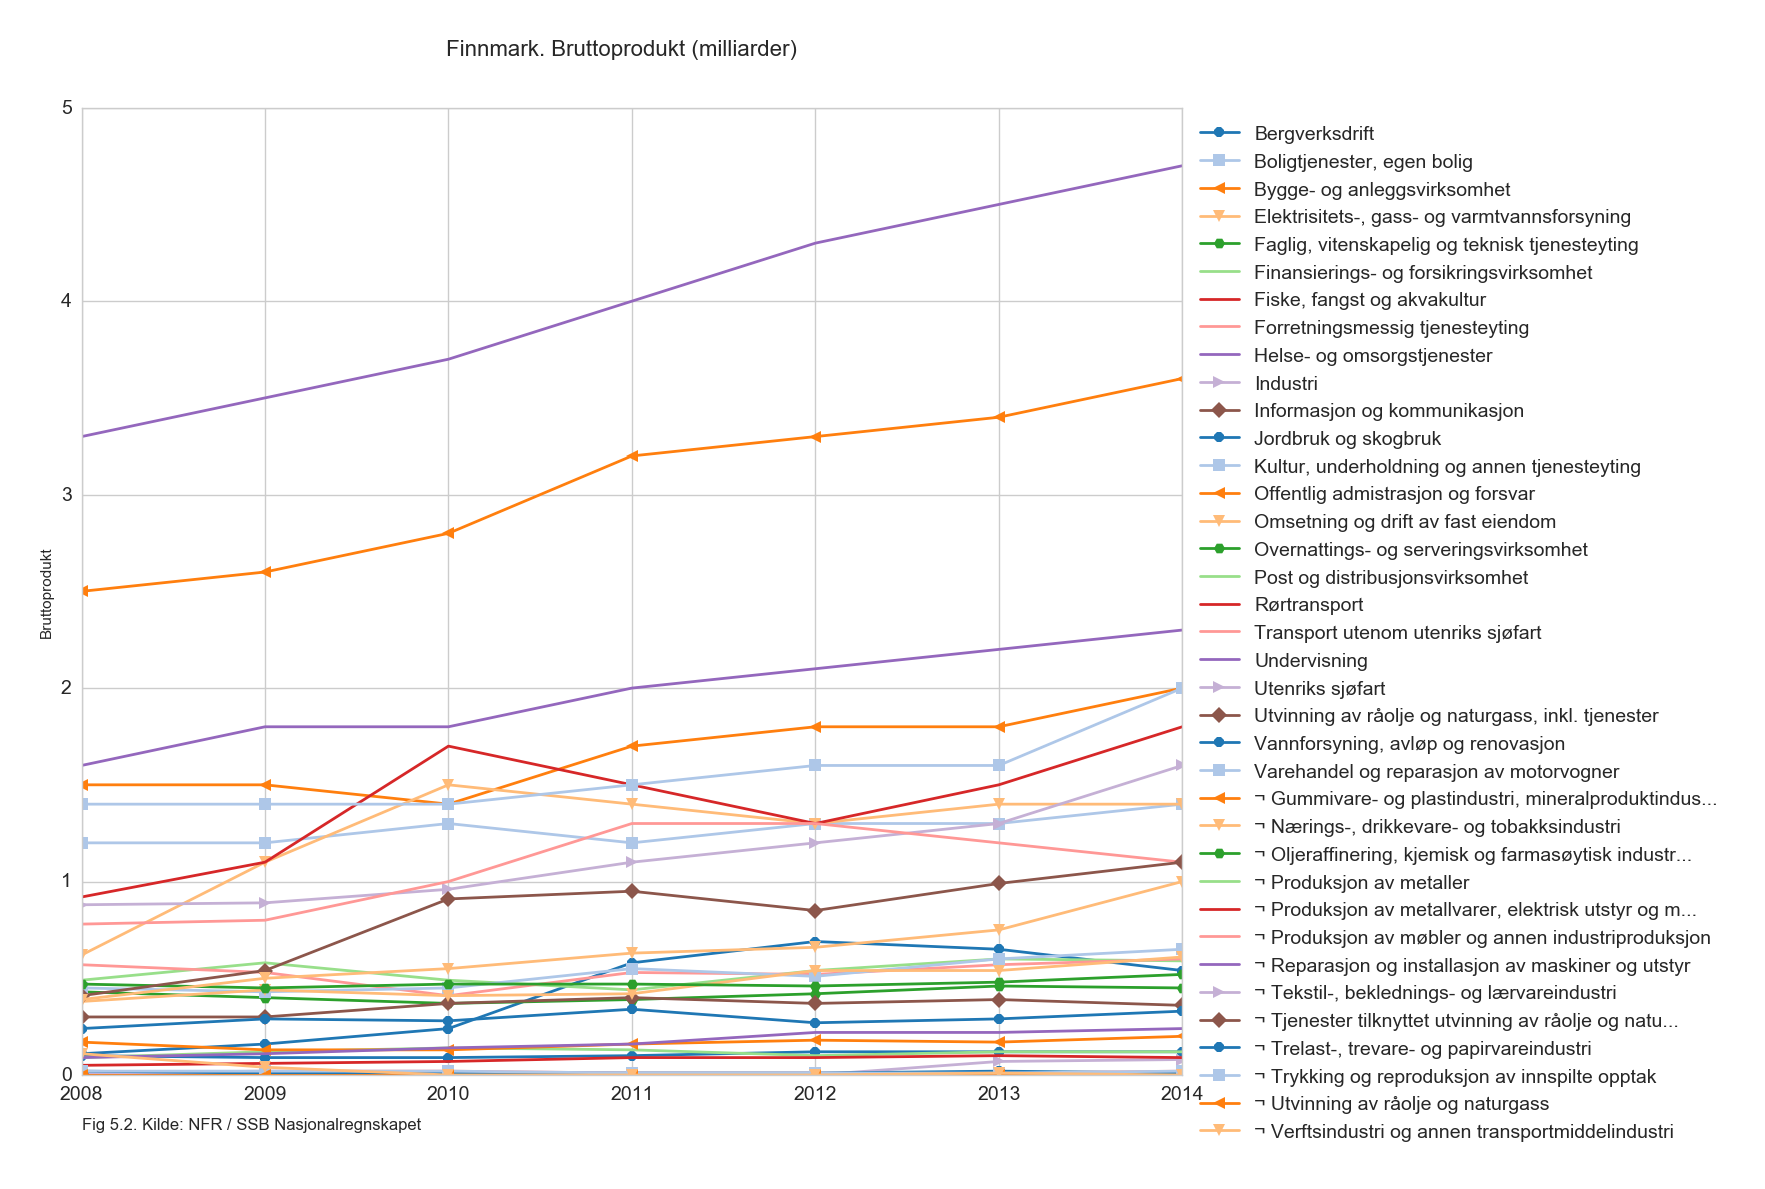 Finnmark. Bruttoprodukt (milliarder)
5
4
3
2
1
0
Bruttoprodukt
2008 2009 2010 2011 2012 2013 2014
Fig 5.2. Kilde: NFR / SSB Nasjonalregnskapet
Bergverksdrift
Boligtjenester, egen bolig
Bygge- og anleggsvirksomhet
Elektrisitets-, gass- og varmtvannsforsyning
Faglig, vitenskapelig og teknisk tjenesteyting
Finansierings- og forsikringsvirksomhet
Fiske, fangst og akvakultur
Forretningsmessig tjenesteyting
Helse- og omsorgstjenester
Industri
Informasjon og kommunikasjon
Jordbruk og skogbruk
Kultur, underholdning og annen tjenesteyting
Offentlig admistrasjon og forsvar
Omsetning og drift av fast eiendom
Overnattings- og serveringsvirksomhet
Post og distribusjonsvirksomhet
Rørtransport
Transport utenom utenriks sjøfart
Undervisning
Utenriks sjøfart
Utvinning av råolje og naturgass, inkl. tjenester
Vannforsyning, avløp og renovasjon
Varehandel og reparasjon av motorvogner
¬ Gummivare- og plastindustri, mineralproduktindus...
¬ Nærings-, drikkevare- og tobakksindustri
¬ Oljeraffinering, kjemisk og farmasøytisk industr...
¬ Produksjon av metaller
¬ Produksjon av metallvarer, elektrisk utstyr og m...
¬ Produksjon av møbler og annen industriproduksjon
¬ Reparasjon og installasjon av maskiner og utstyr
¬ Tekstil-, beklednings- og lærvareindustri
¬ Tjenester tilknyttet utvinning av råolje og natu...
¬ Trelast-, trevare- og papirvareindustri
¬ Trykking og reproduksjon av innspilte opptak
¬ Utvinning av råolje og naturgass
¬ Verftsindustri og annen transportmiddelindustri